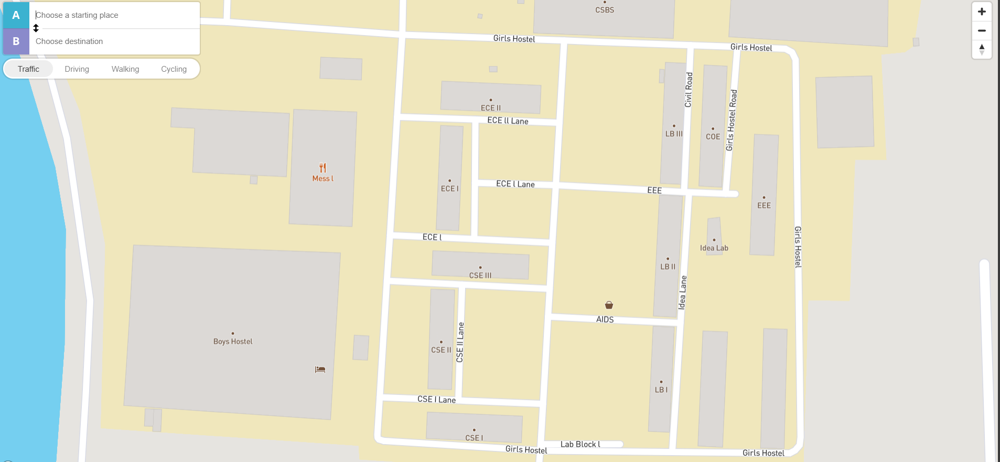 A
Choose a starting place
B
Choose destination
Traffic
Driving
Walking
Cycling
CSBS
Girls Hostel
Girls Hostel
Civil Road
Girls Hostel Road
ECE II
ECE ll Lane
LB III
COE
Mess l
ECE I
ECE l Lane
EEE
EEE
ECE l
Girls Hostel
Idea Lab
CSE III
LB II
Idea Lane
AIDS
Boys Hostel
CSE II
CSE II Lane
LB I
CSE I Lane
CSE I
Girls Hostel
Lab Block l
Girls Hostel